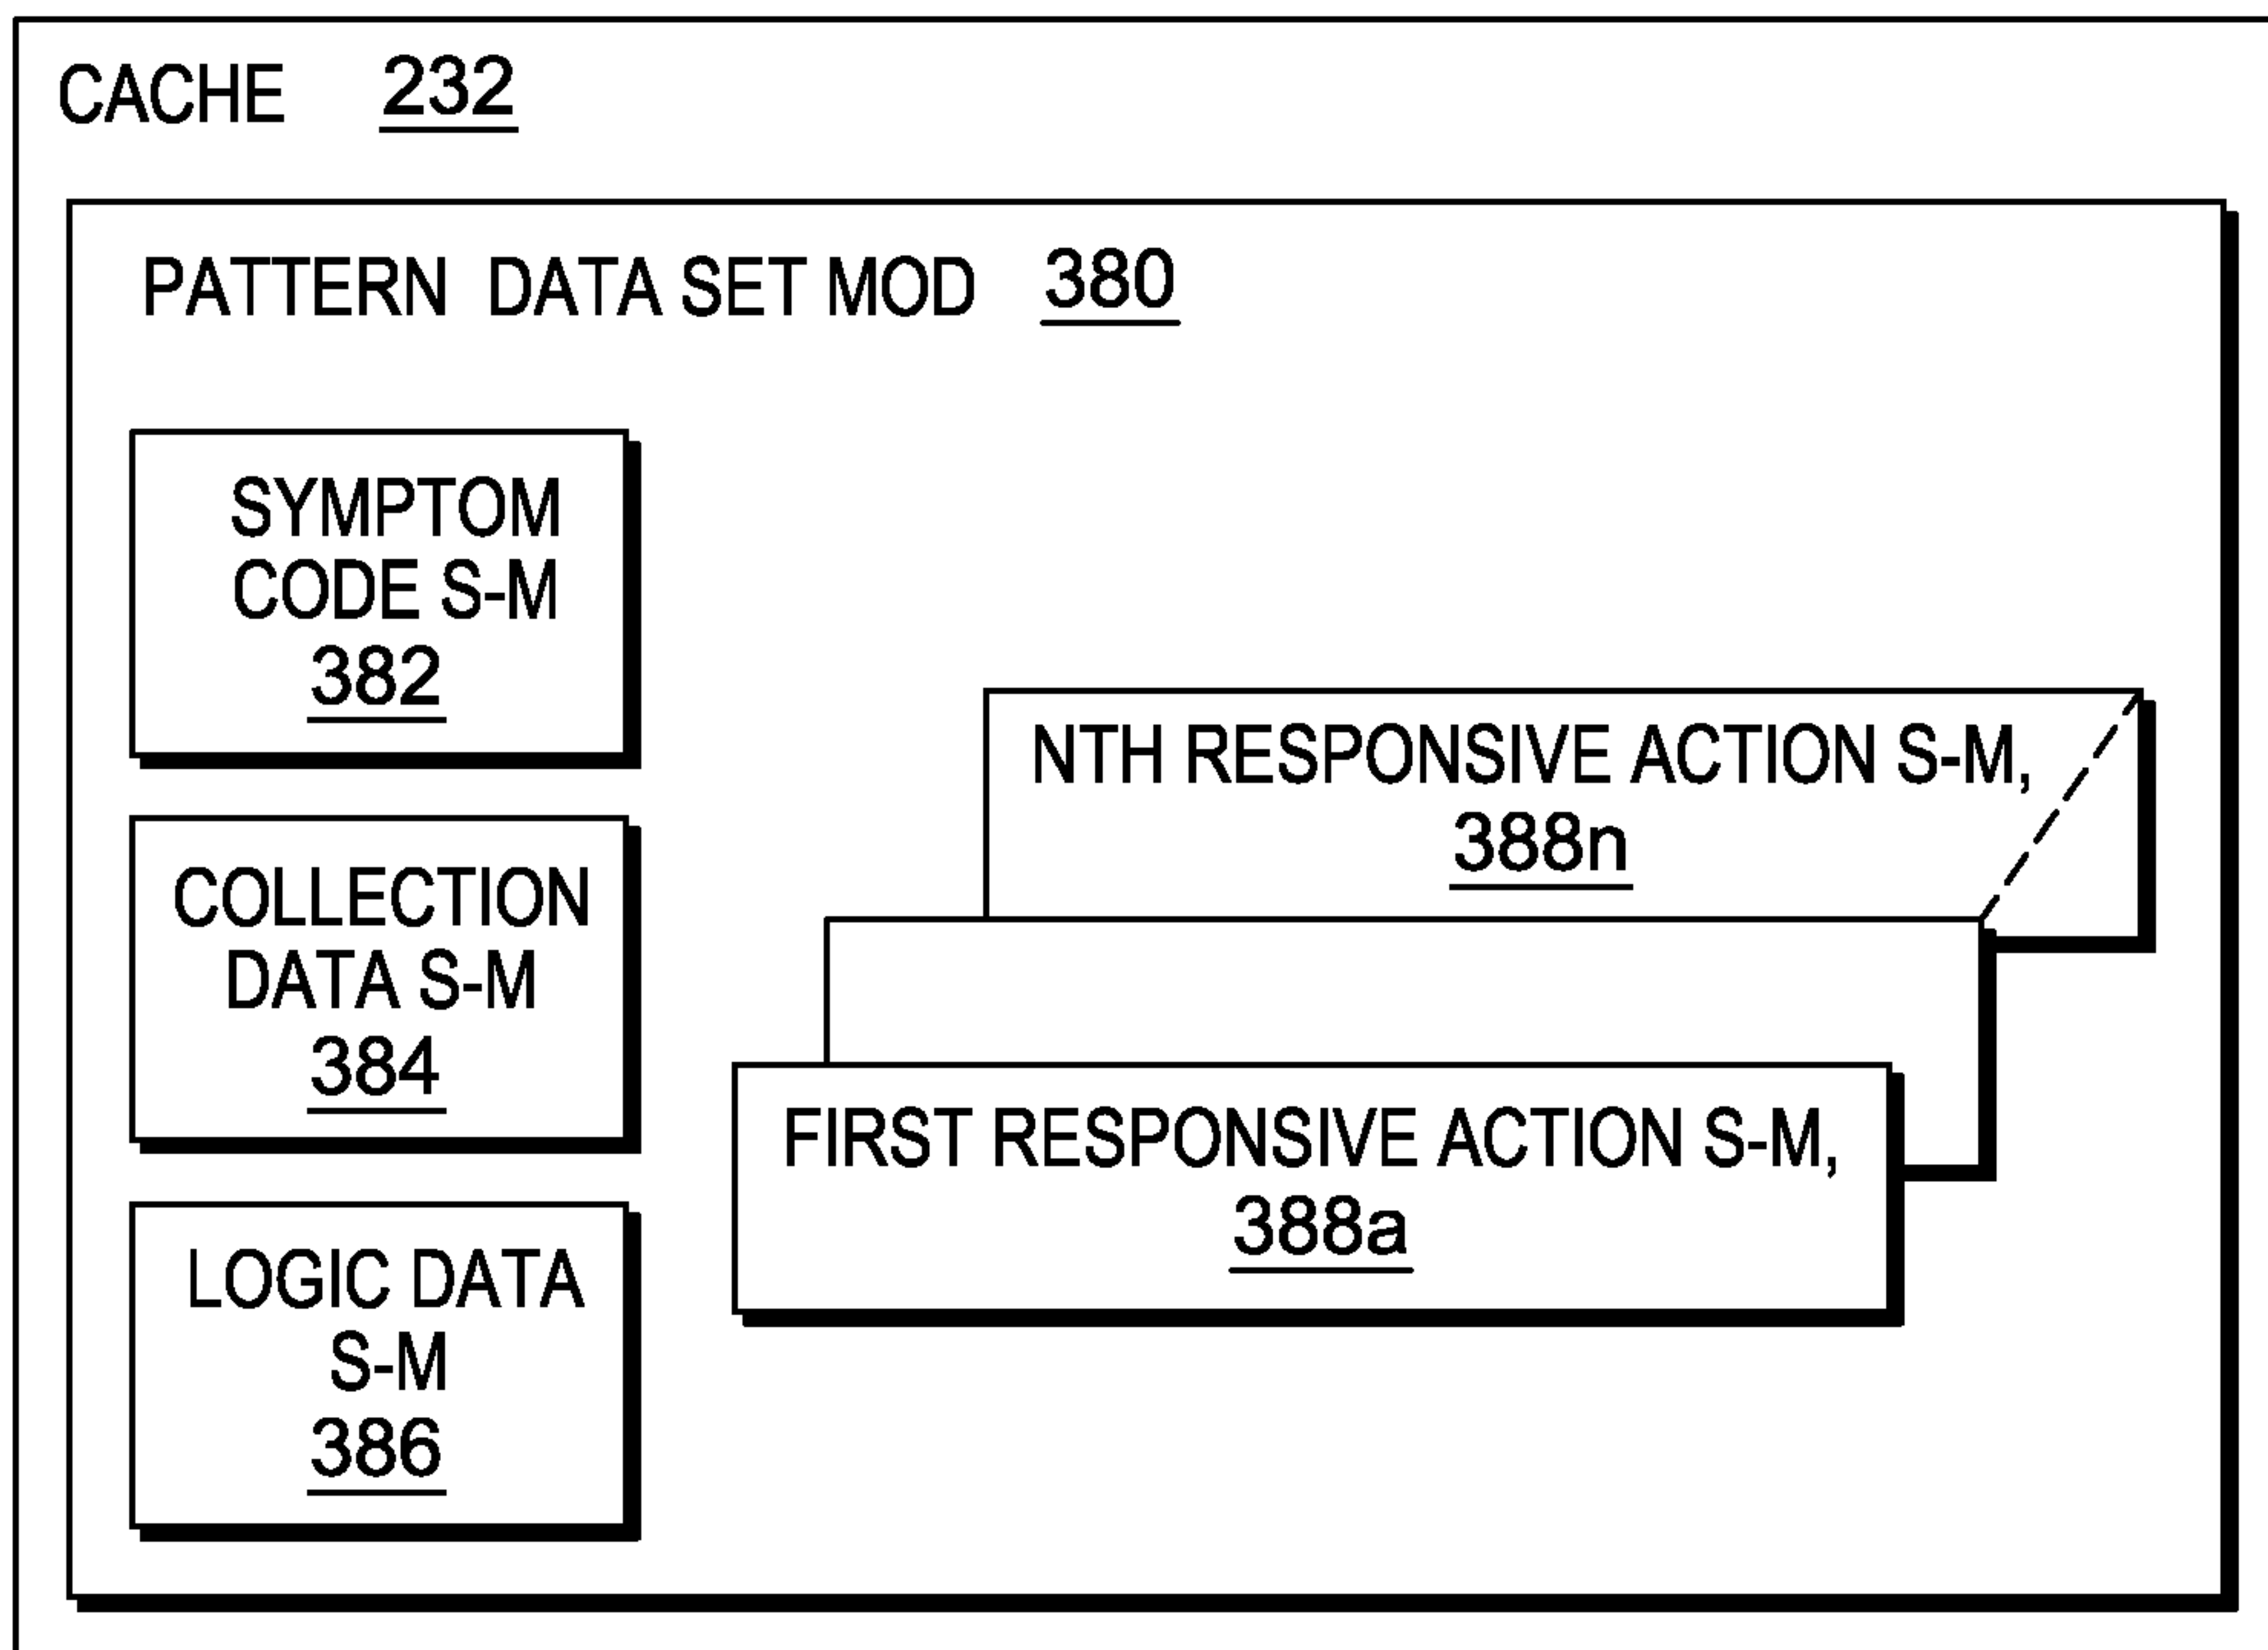 CACHE 232
PATTERN DATA SET MOD 380
SYMPTOM
CODE S-M
382
COLLECTION
DATA S-M
384
LOGIC DATA
S-M
386
NTH RESPONSIVE ACTION S-M,
388n
FIRST RESPONSIVE ACTION S-M,
388a